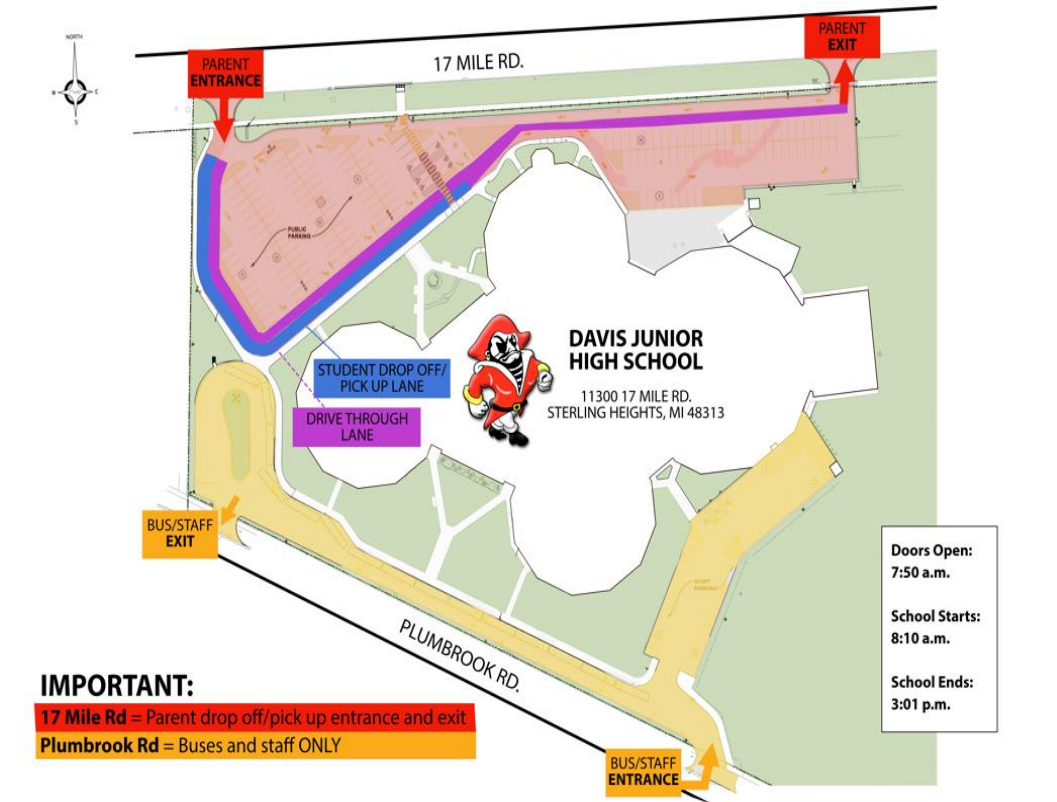 NORTH
W
E
S
PARENT
ENTRANCE
17 MILE RD.
PARENT
EXIT
PUBLIC
PARKING
STUDENT DROP OFF/
PICK UP LANE
DRIVE THROUGH
LANE
DAVIS JUNIOR
HIGH SCHOOL
11300 17 MILE RD.
STERLING HEIGHTS, MI 48313
BUS/STAFF
EXIT
STAFF
PARKING
PLUMBROOK RD.
BUS/STAFF
ENTRANCE
Doors Open:
7:50 a.m.
School Starts:
8:10 a.m.
School Ends:
3:01 p.m.
IMPORTANT:
17 Mile Rd = Parent drop off/pick up entrance and exit
Plumbrook Rd = Buses and staff ONLY